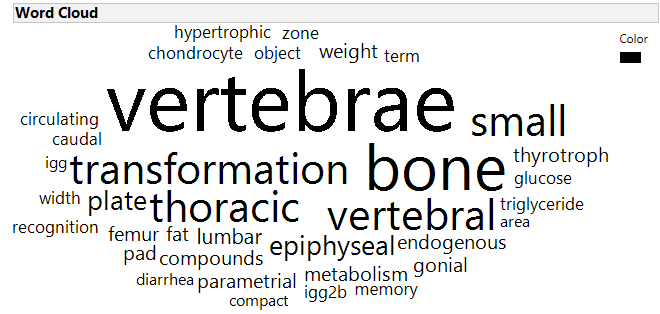 Word Cloud
Color
hypertrophic zone
chondrocyte object weight term
vertebrae small
circulating
caudal
igg transformation bone thyrotroph
glucose
width plate thoracic vertebral triglyceride
area
recognition femur fat lumbar epiphyseal endogenous
pad compounds gonial
diarrhea parametrial metabolism
compact igg2b memory